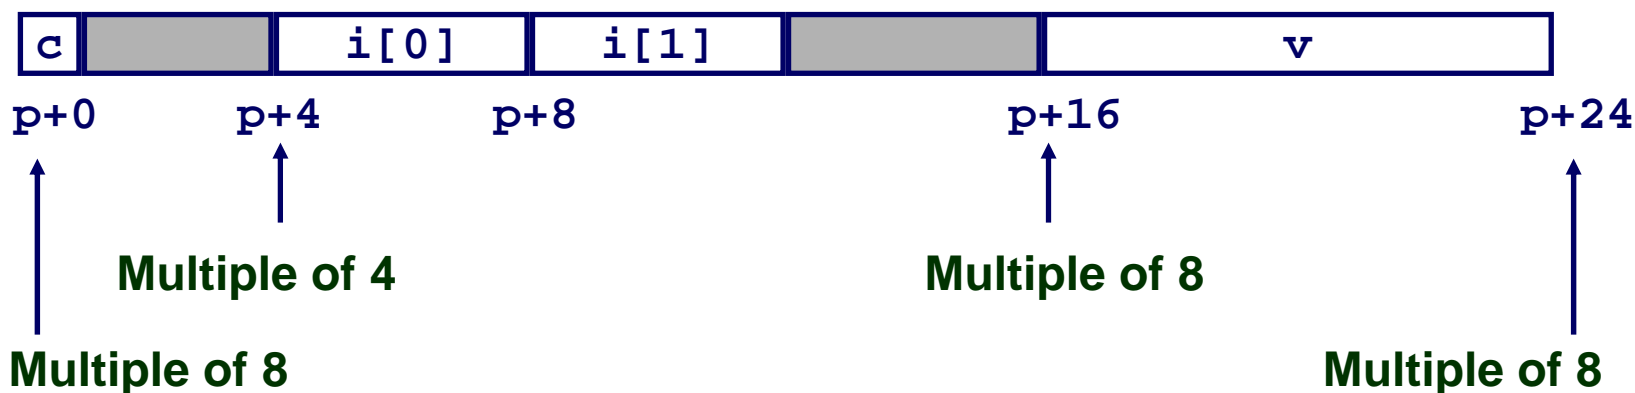 c i[0] i[1] v
p+0 p+4 p+8 p+16 p+24
Multiple of 4 Multiple of 8
Multiple of 8 Multiple of 8